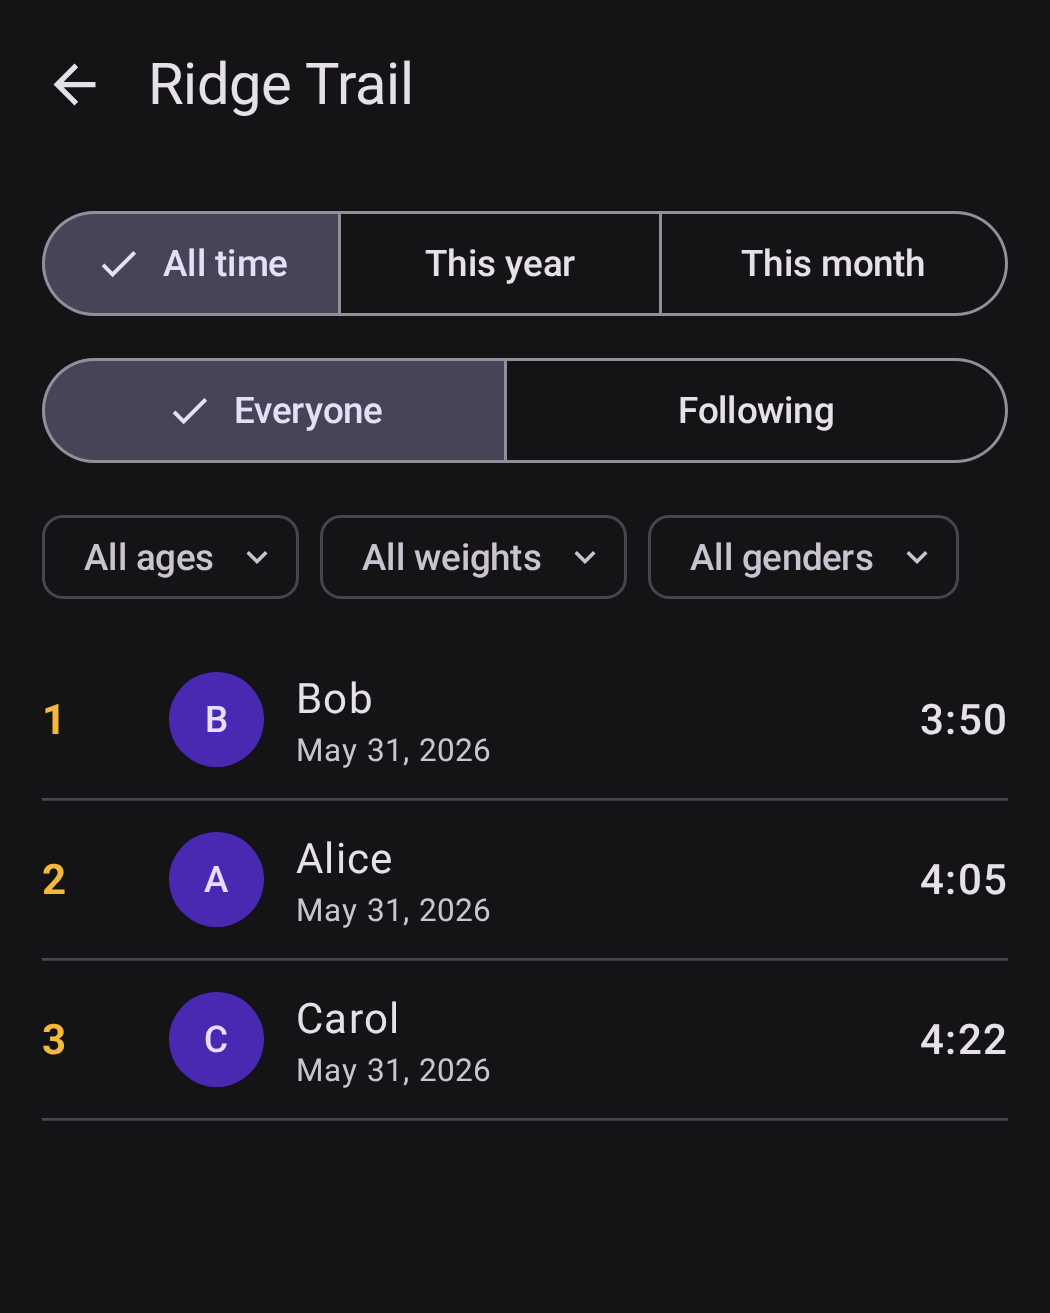 Ridge Trail
All time This year This month
Everyone Following
All ages All weights All genders
1 B Bob 3:50
May 31, 2026
2 A Alice 4:05
May 31, 2026
3 C Carol 4:22
May 31, 2026